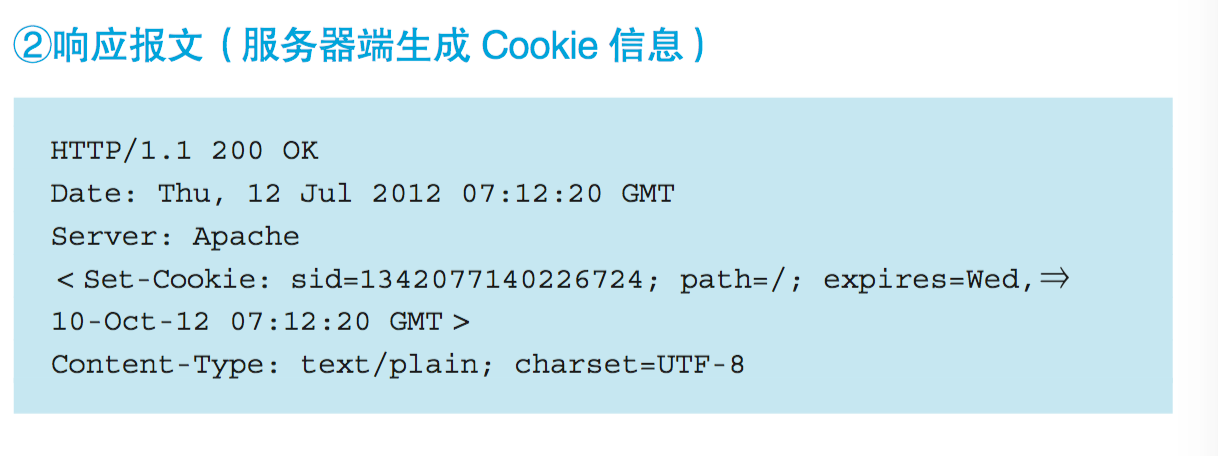 ②响应报文（服务器端生成 Cookie 信息）
HTTP/1.1 200 OK
Date: Thu, 12 Jul 2012 07:12:20 GMT
Server: Apache
＜Set-Cookie: sid=1342077140226724; path=/; expires=Wed,⇒
10-Oct-12 07:12:20 GMT＞
Content-Type: text/plain; charset=UTF-8